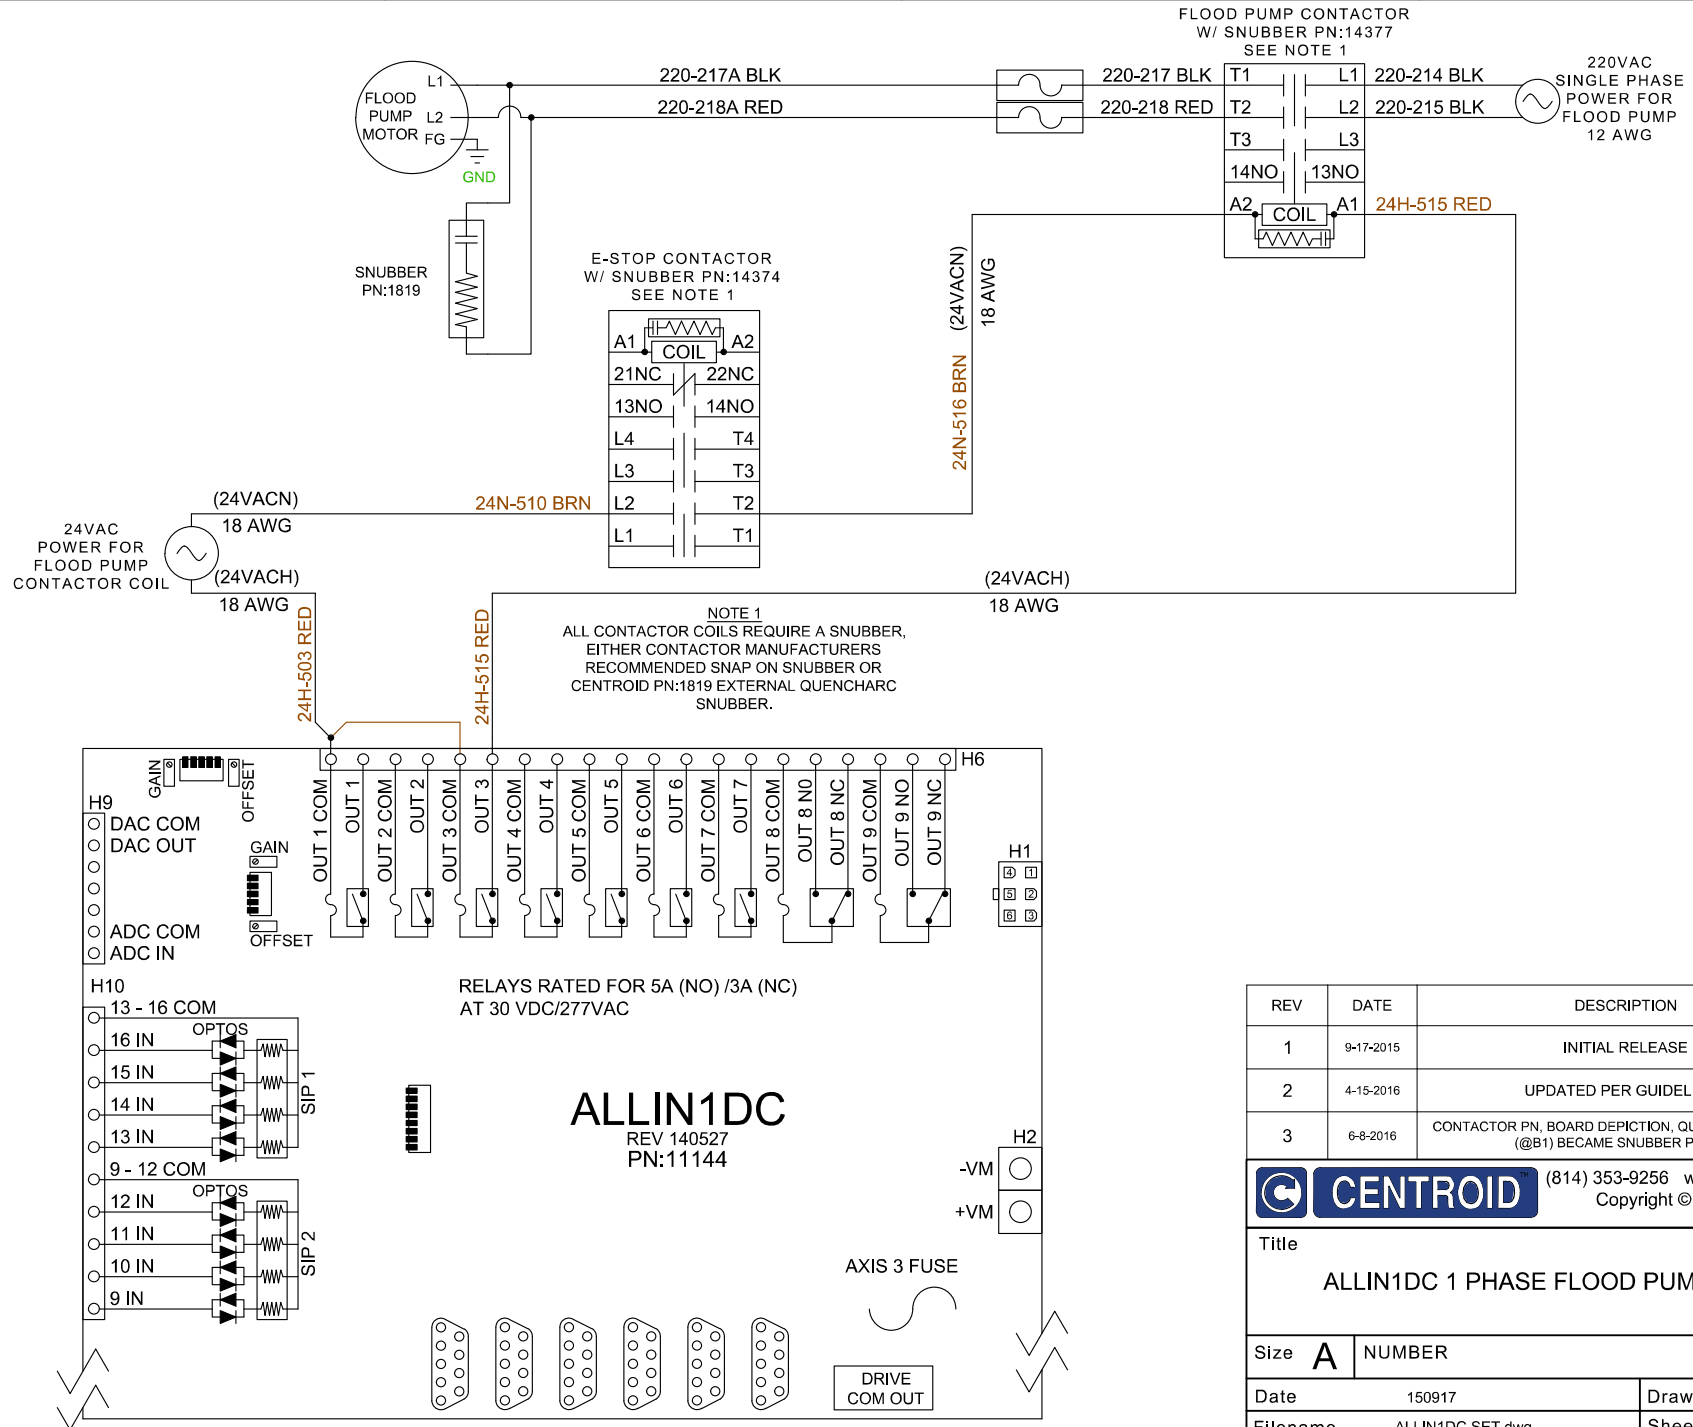 FLOOD PUMP CONTACTOR
W/ SNUBBER PN:14377
SEE NOTE 1
220VAC
SINGLE PHASE
POWER FOR
FLOOD PUMP
12 AWG
FLOOD
PUMP
MOTOR
L1
L2
FG
GND
220-217A BLK
220-218A RED
220-217 BLK
220-218 RED
T1
T2
T3
14NO
A2
L1
L2
L3
13NO
A1
COIL
220-214 BLK
220-215 BLK
24H-515 RED
SNUBBER
PN:1819
E-STOP CONTACTOR
W/ SNUBBER PN:14374
SEE NOTE 1
A1
COIL
A2
21NC
22NC
13NO
14NO
L4
T4
L3
T3
L2
T2
L1
T1
(24VACN)
18 AWG
24N-516 BRN
(24VACN)
18 AWG
24N-510 BRN
24VAC
POWER FOR
FLOOD PUMP
CONTACTOR COIL
(24VACH)
18 AWG
24H-503 RED
24H-515 RED
(24VACH)
18 AWG
NOTE 1
ALL CONTACTOR COILS REQUIRE A SNUBBER,
EITHER CONTACTOR MANUFACTURERS
RECOMMENDED SNAP ON SNUBBER OR
CENTROID PN:1819 EXTERNAL QUENCHARC
SNUBBER.
H6
GAIN
OFFSET
OUT 1 COM
OUT 1
OUT 2 COM
OUT 2
OUT 3 COM
OUT 3
OUT 4 COM
OUT 4
OUT 5 COM
OUT 5
OUT 6 COM
OUT 6
OUT 7 COM
OUT 7
OUT 8 COM
OUT 8 N0
OUT 8 NC
OUT 9 COM
OUT 9 NO
OUT 9 NC
H9
DAC COM
DAC OUT
ADC COM
ADC IN
GAIN
OFFSET
H1
4 1
5 2
6 3
RELAYS RATED FOR 5A (NO) /3A (NC)
AT 30 VDC/277VAC
H10
13 - 16 COM
OPTOS
16 IN
15 IN
14 IN
13 IN
SIP 1
9 - 12 COM
OPTOS
12 IN
11 IN
10 IN
9 IN
SIP 2
ALLIN1DC
REV 140527
PN:11144
H2
-VM
+VM
AXIS 3 FUSE
DRIVE
COM OUT
REV DATE DESCRIPTION
1 9-17-2015 INITIAL RELEASE
2 4-15-2016 UPDATED PER GUIDEL
3 6-8-2016 CONTACTOR PN, BOARD DEPICTION, QU
(@B1) BECAME SNUBBER P
C CENTROID™ (814) 353-9256 w
Copyright ©
Title
ALLIN1DC 1 PHASE FLOOD PUM
Size A NUMBER
Date 150917 Draw
Filename ALLIN1DC SET.dwg Shee